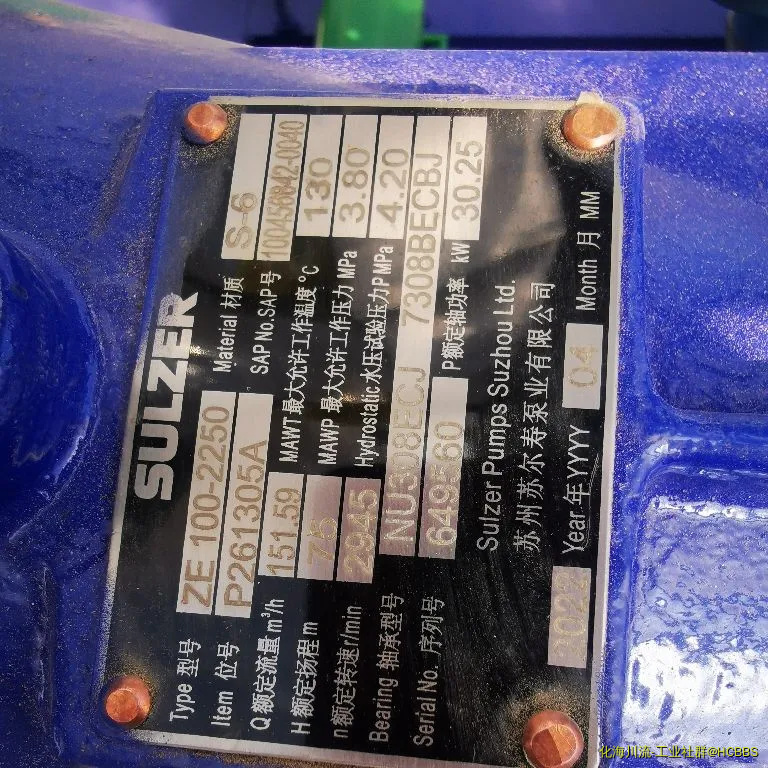 SULZER
Type 型号 ZE 100-2250 Material 材质 S-6
Item 位号 P261305A SAP No.SAP号
Q 额定流量 m³/h 151.59 MAWT 最大允许工作温度 °C 130
H 额定扬程 m 75 MAWP 最大允许工作压力 MPa 3.80
n 额定转速 r/min 2945 Hydrostatic 水压试验压力 P MPa 4.20
Bearing 轴承型号 NU308ECJ 7308BECBJ
Serial No. 序列号 649560 P 额定轴功率 kW 30.25
Sulzer Pumps Suzhou Ltd.
苏州苏尔寿泵业有限公司
2022 Year 年 YYYY 04 Month 月 MM
化海川流-工业社群@HCBBS